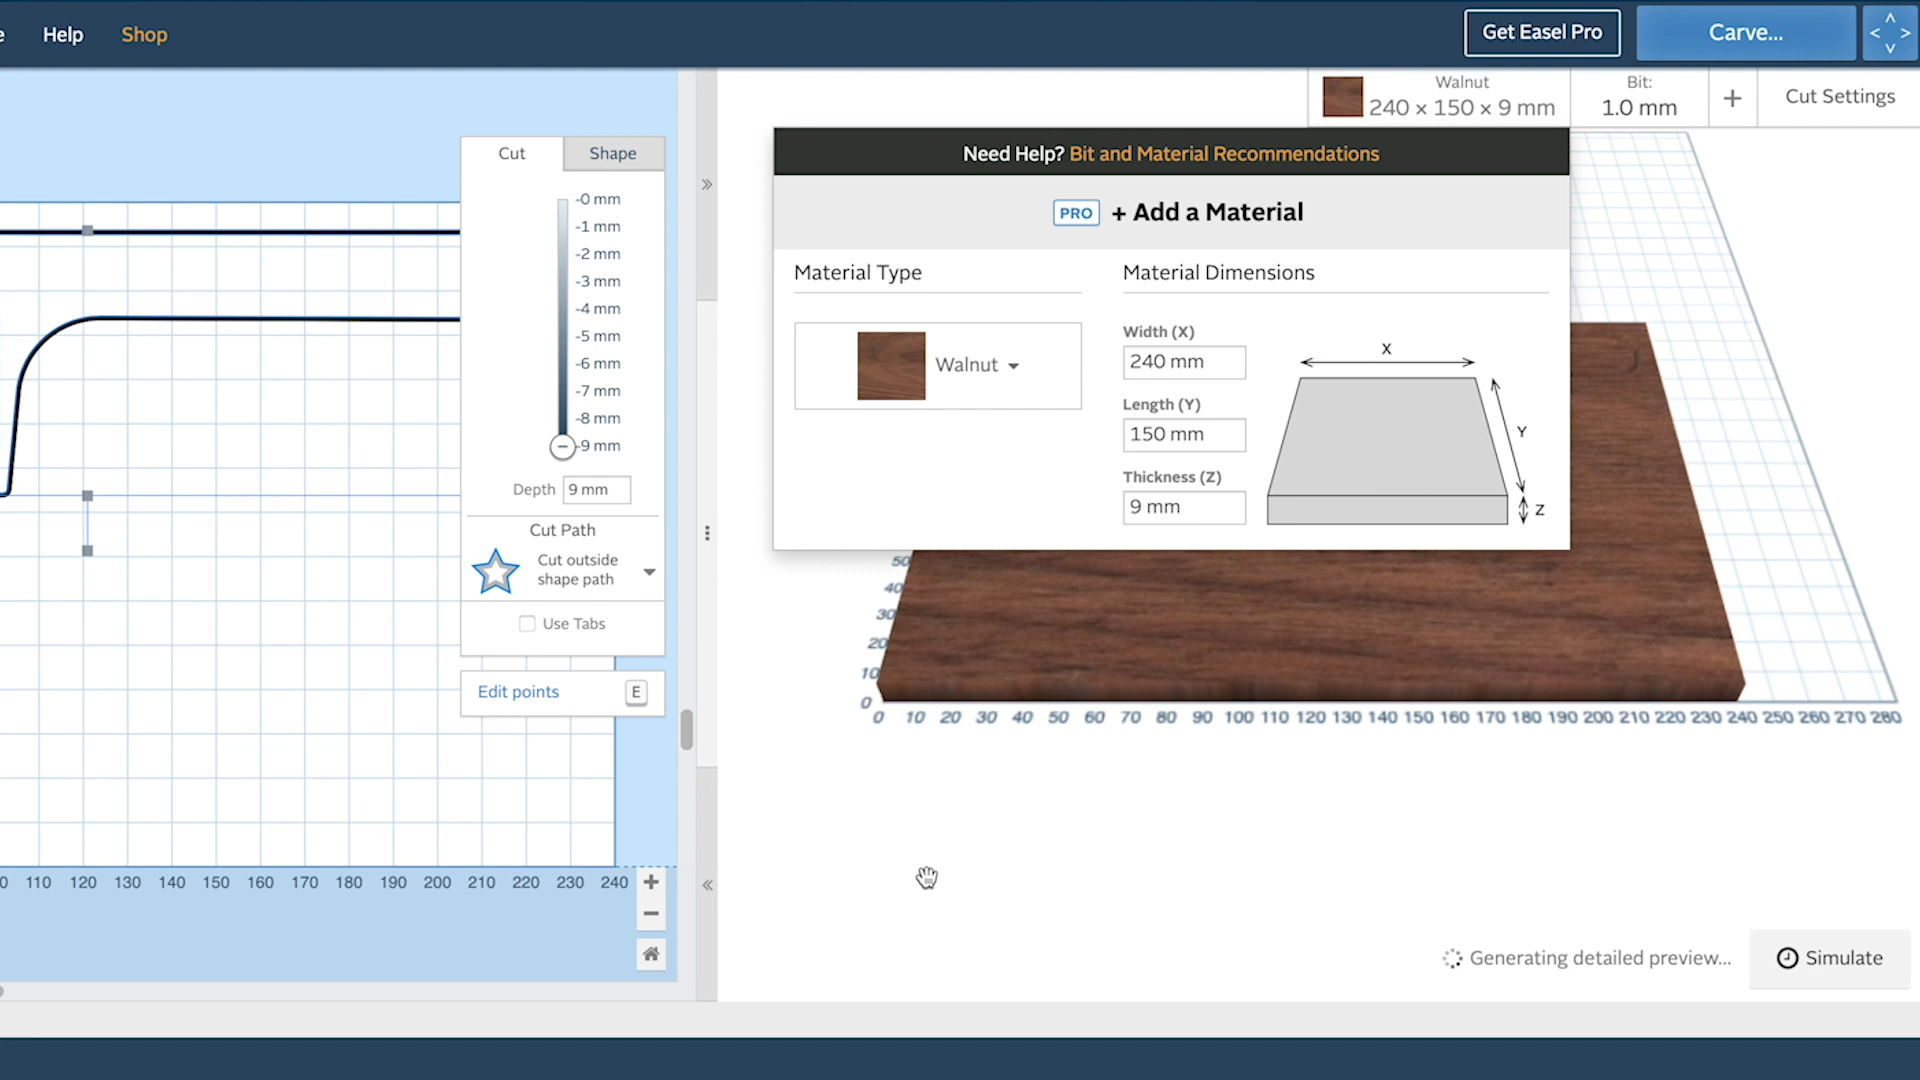 Help
Shop
Get Easel Pro
Carve...
Walnut
240 × 150 × 9 mm
Bit:
1.0 mm
+
Cut Settings
Cut
Shape
-0 mm
-1 mm
-2 mm
-3 mm
-4 mm
-5 mm
-6 mm
-7 mm
-8 mm
-9 mm
Depth
9 mm
Cut Path
Cut outside
shape path
Use Tabs
Edit points
E
110 120 130 140 150 160 170 180 190 200 210 220 230 240
Need Help? Bit and Material Recommendations
PRO + Add a Material
Material Type
Walnut
Material Dimensions
Width (X)
240 mm
Length (Y)
150 mm
Thickness (Z)
9 mm
X
Y
Z
50
40
30
20
10
0
0 10 20 30 40 50 60 70 80 90 100 110 120 130 140 150 160 170 180 190 200 210 220 230 240 250 260 270 280
Generating detailed preview...
Simulate